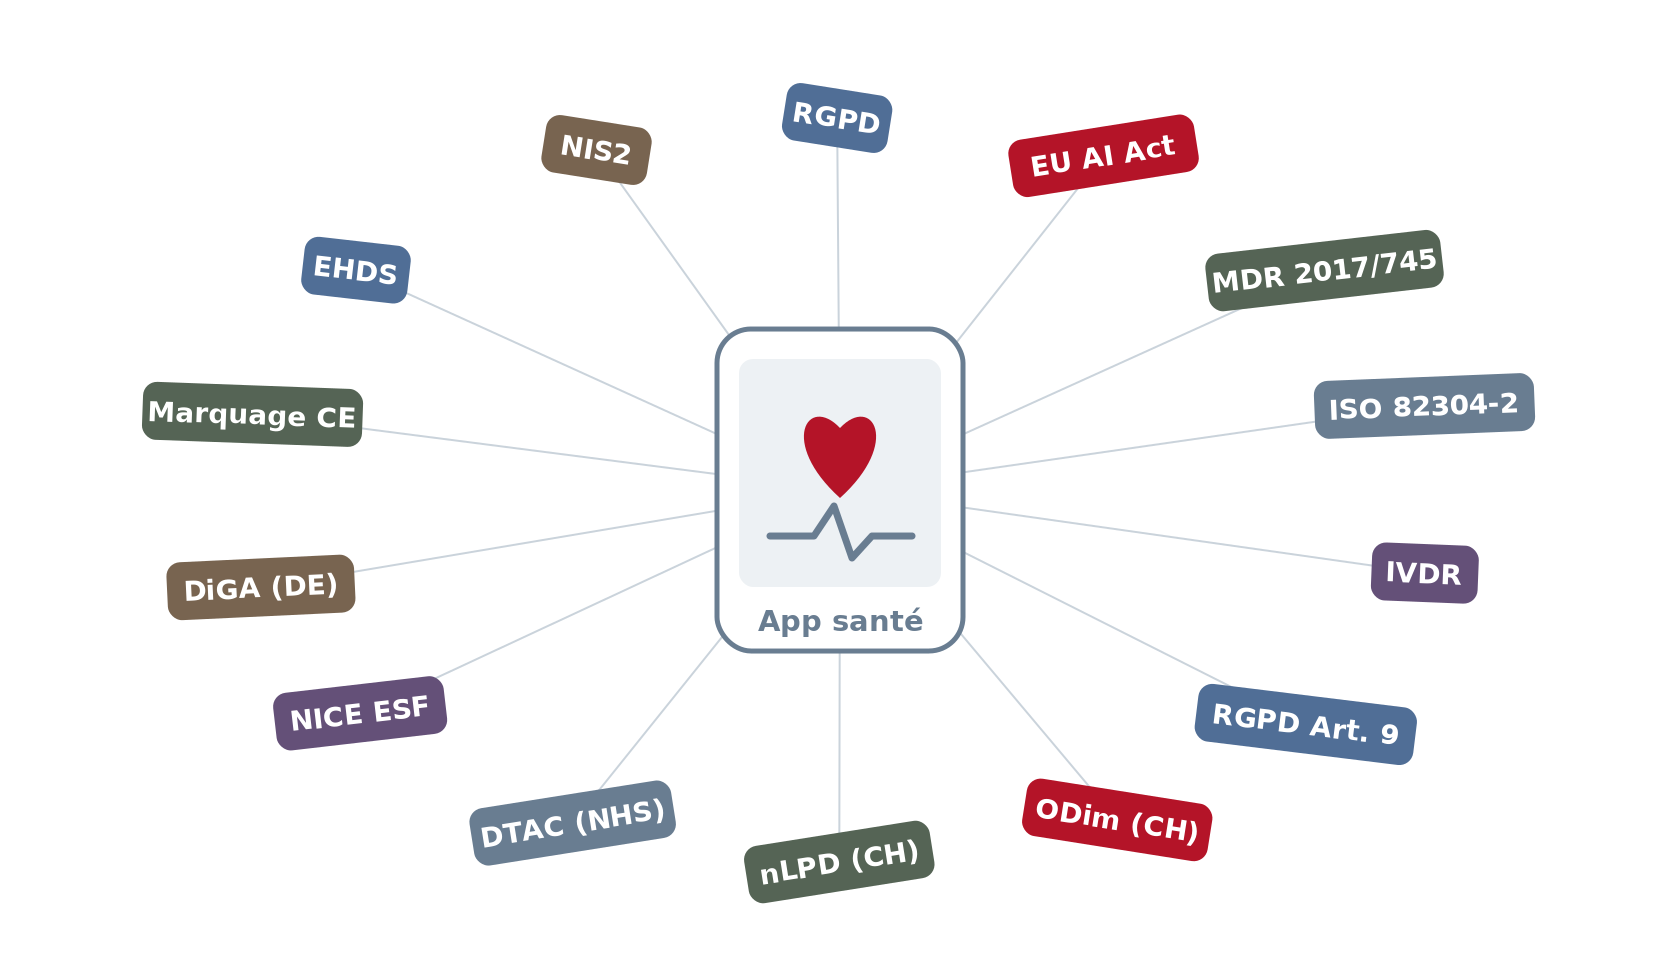 RGPD
NIS2
EU AI Act
EHDS
MDR 2017/745
Marquage CE
ISO 82304-2
DiGA (DE)
IVDR
App santé
NICE ESF
RGPD Art. 9
DTAC (NHS)
ODim (CH)
nLPD (CH)